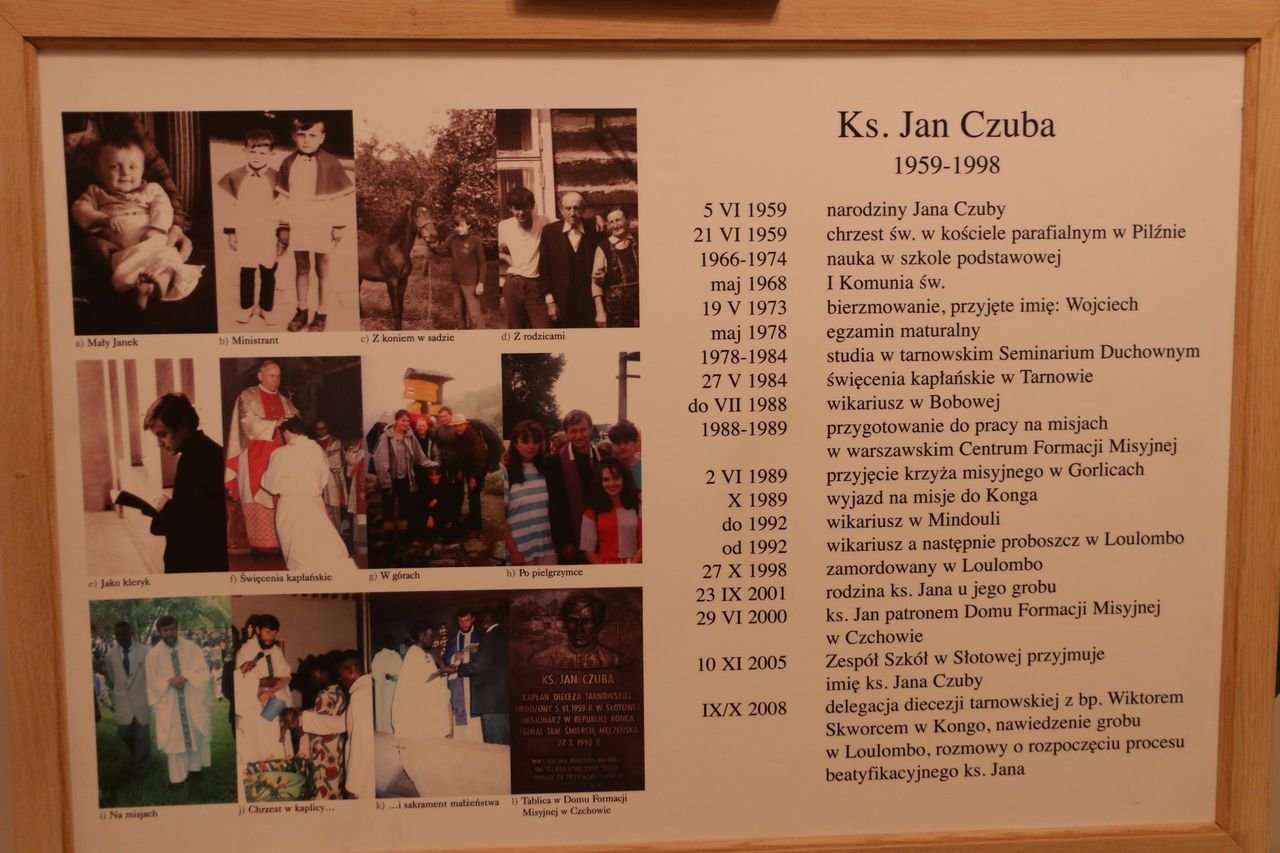 a) Mały Janek
b) Ministrant
c) Z koniem w sadzie
d) Z rodzicami
e) Jako kleryk
f) Święcenia kapłańskie
g) W górach
h) Po pielgrzymce
i) Na misjach
j) Chrzest w kaplicy…
k) …i sakrament małżeństwa
l) Tablica w Domu Formacji
Misyjnej w Czchowie
KS. JAN CZUBA
KAPŁAN DIECEZJI TARNOWSKIEJ
URODZONY 5.VI.1959 R. W SŁOTOWEJ
MISJONARZ W REPUBLICE KONGA
ZGINĄŁ TAM ŚMIERCIĄ MĘCZEŃSKĄ
27 X 1998 R
Ks. Jan Czuba
1959-1998
5 VI 1959 narodziny Jana Czuby
21 VI 1959 chrzest św. w kościele parafialnym w Pilźnie
1966-1974 nauka w szkole podstawowej
maj 1968 I Komunia św.
19 V 1973 bierzmowanie, przyjęte imię: Wojciech
maj 1978 egzamin maturalny
1978-1984 studia w tarnowskim Seminarium Duchownym
27 V 1984 święcenia kapłańskie w Tarnowie
do VII 1988 wikariusz w Bobowej
1988-1989 przygotowanie do pracy na misjach
w warszawskim Centrum Formacji Misyjnej
2 VI 1989 przyjęcie krzyża misyjnego w Gorlicach
X 1989 wyjazd na misje do Konga
do 1992 wikariusz w Mindouli
od 1992 wikariusz a następnie proboszcz w Loulombo
27 X 1998 zamordowany w Loulombo
23 IX 2001 rodzina ks. Jana u jego grobu
29 VI 2000 ks. Jan patronem Domu Formacji Misyjnej
w Czchowie
10 XI 2005 Zespół Szkół w Słotowej przyjmuje
imię ks. Jana Czuby
IX/X 2008 delegacja diecezji tarnowskiej z bp. Wiktorem
Skworcem w Kongo, nawiedzenie grobu
w Loulombo, rozmowy o rozpoczęciu procesu
beatyfikacyjnego ks. Jana